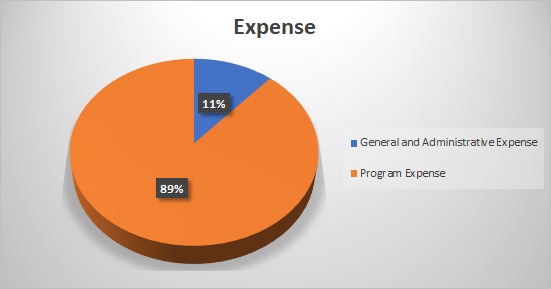 Expense
11%
General and Administrative Expense
Program Expense
89%